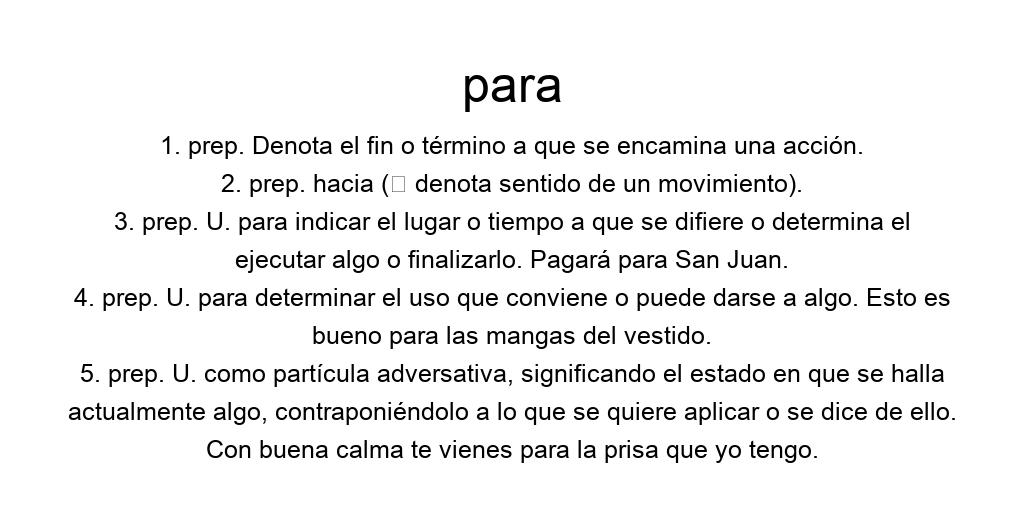 para
1. prep. Denota el fin o término a que se encamina una acción.
2. prep. hacia (□ denota sentido de un movimiento).
3. prep. U. para indicar el lugar o tiempo a que se difiere o determina el
ejecutar algo o finalizarlo. Pagará para San Juan.
4. prep. U. para determinar el uso que conviene o puede darse a algo. Esto es
bueno para las mangas del vestido.
5. prep. U. como partícula adversativa, significando el estado en que se halla
actualmente algo, contraponiéndolo a lo que se quiere aplicar o se dice de ello.
Con buena calma te vienes para la prisa que yo tengo.